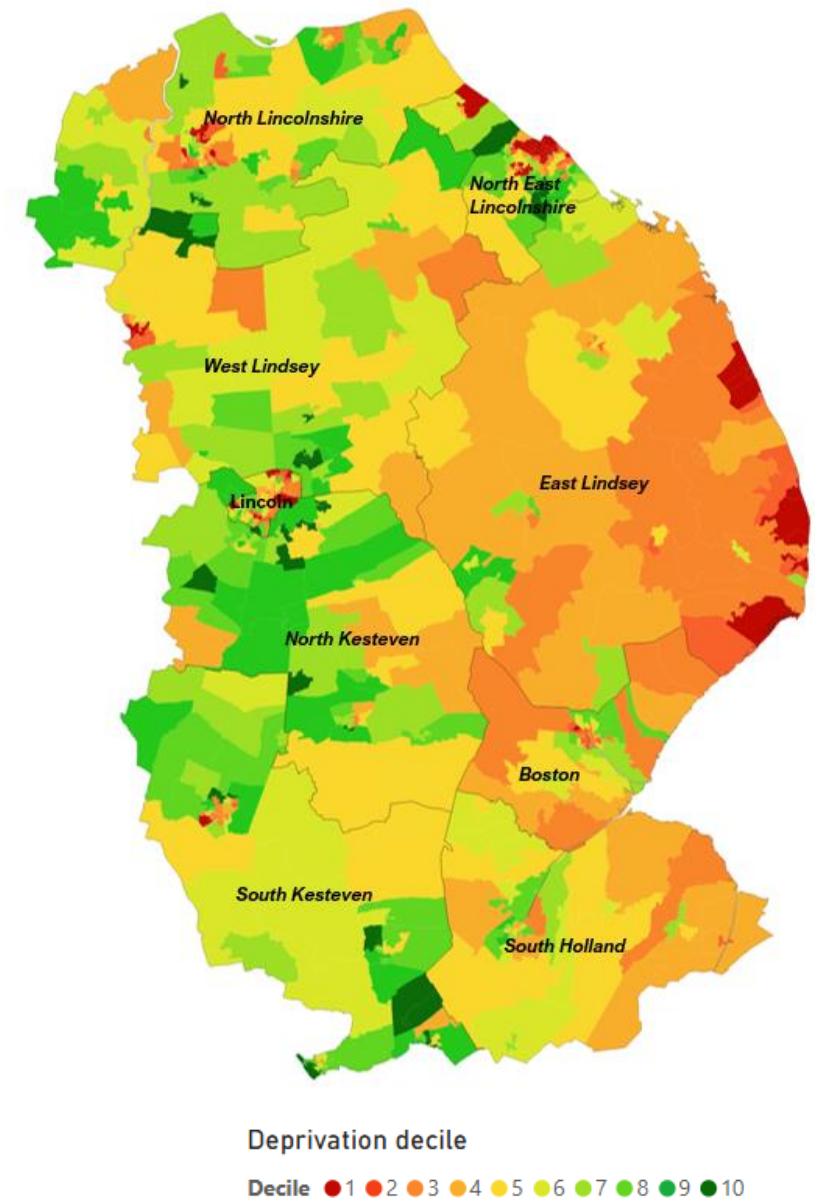 North Lincolnshire
North East
Lincolnshire
West Lindsey
East Lindsey
Lincoln
North Kesteven
Boston
South Kesteven
South Holland
Deprivation decile
Decile 1 2 3 4 5 6 7 8 9 10